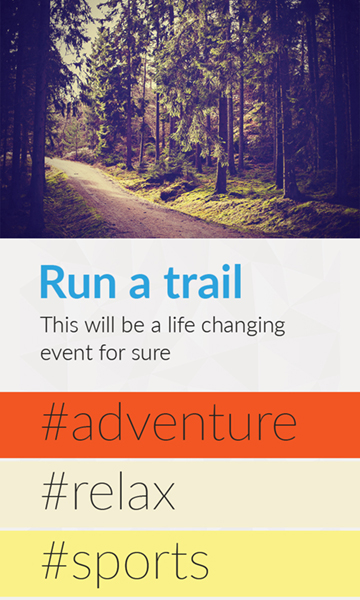 Run a trail
This will be a life changing
event for sure
#adventure
#relax
#sports